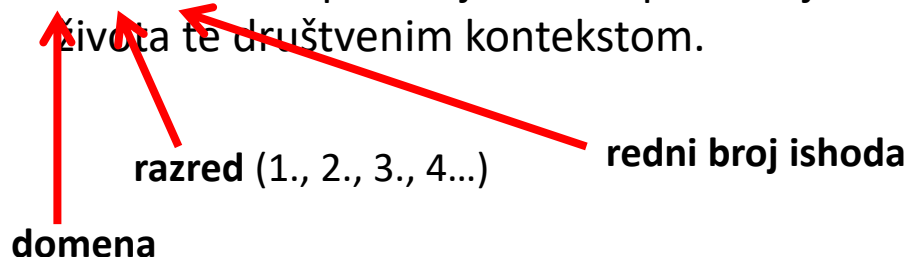 života te društvenim kontekstom.
redni broj ishoda
razred (1., 2., 3., 4...)
domena